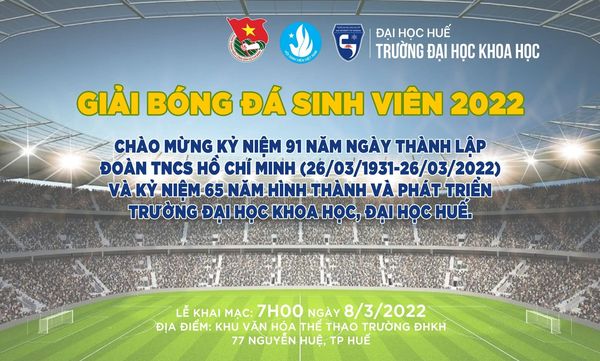 ĐẠI HỌC HUẾ
TRƯỜNG ĐẠI HỌC KHOA HỌC
GIẢI BÓNG ĐÁ SINH VIÊN 2022
CHÀO MỪNG KỶ NIỆM 91 NĂM NGÀY THÀNH LẬP
ĐOÀN TNCS HỒ CHÍ MINH (26/03/1931-26/03/2022)
VÀ KỶ NIỆM 65 NĂM HÌNH THÀNH VÀ PHÁT TRIỂN
TRƯỜNG ĐẠI HỌC KHOA HỌC, ĐẠI HỌC HUẾ.
LỄ KHAI MẠC: 7H00 NGÀY 8/3/2022
ĐỊA ĐIỂM: KHU VĂN HÓA THỂ THAO TRƯỜNG ĐHKH
77 NGUYỄN HUỆ, TP HUẾ